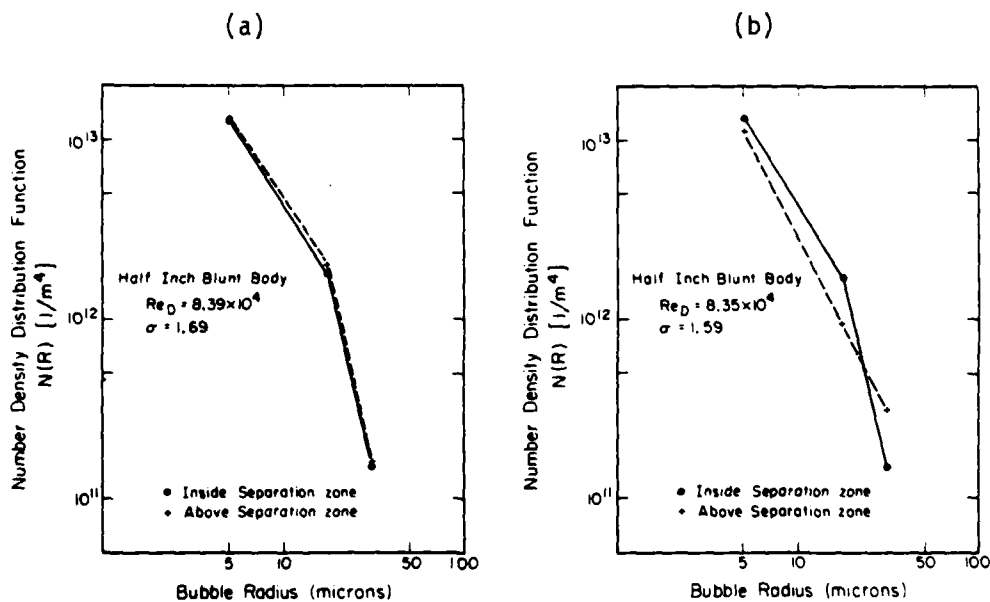 (a)
(b)
Number Density Distribution Function
N(R) [1/m⁴]
10¹³
10¹²
10¹¹
Half Inch Blunt Body
Re_D = 8.39×10⁴
σ = 1.69
● Inside Separation zone
+ Above Separation zone
5 10 50 100
Bubble Radius (microns)
Number Density Distribution Function
N(R) [1/m⁴]
10¹³
10¹²
10¹¹
Half Inch Blunt Body
Re_D = 8.35×10⁴
σ = 1.59
● Inside Separation zone
+ Above Separation zone
5 10 50 100
Bubble Radius (microns)